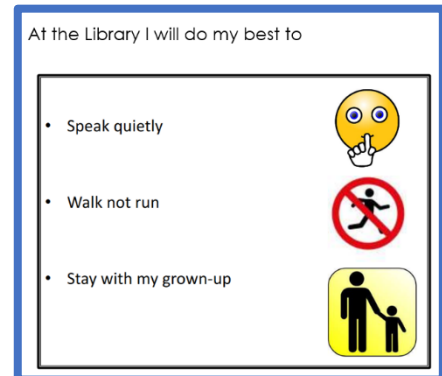 At the Library I will do my best to
• Speak quietly
• Walk not run
• Stay with my grown-up